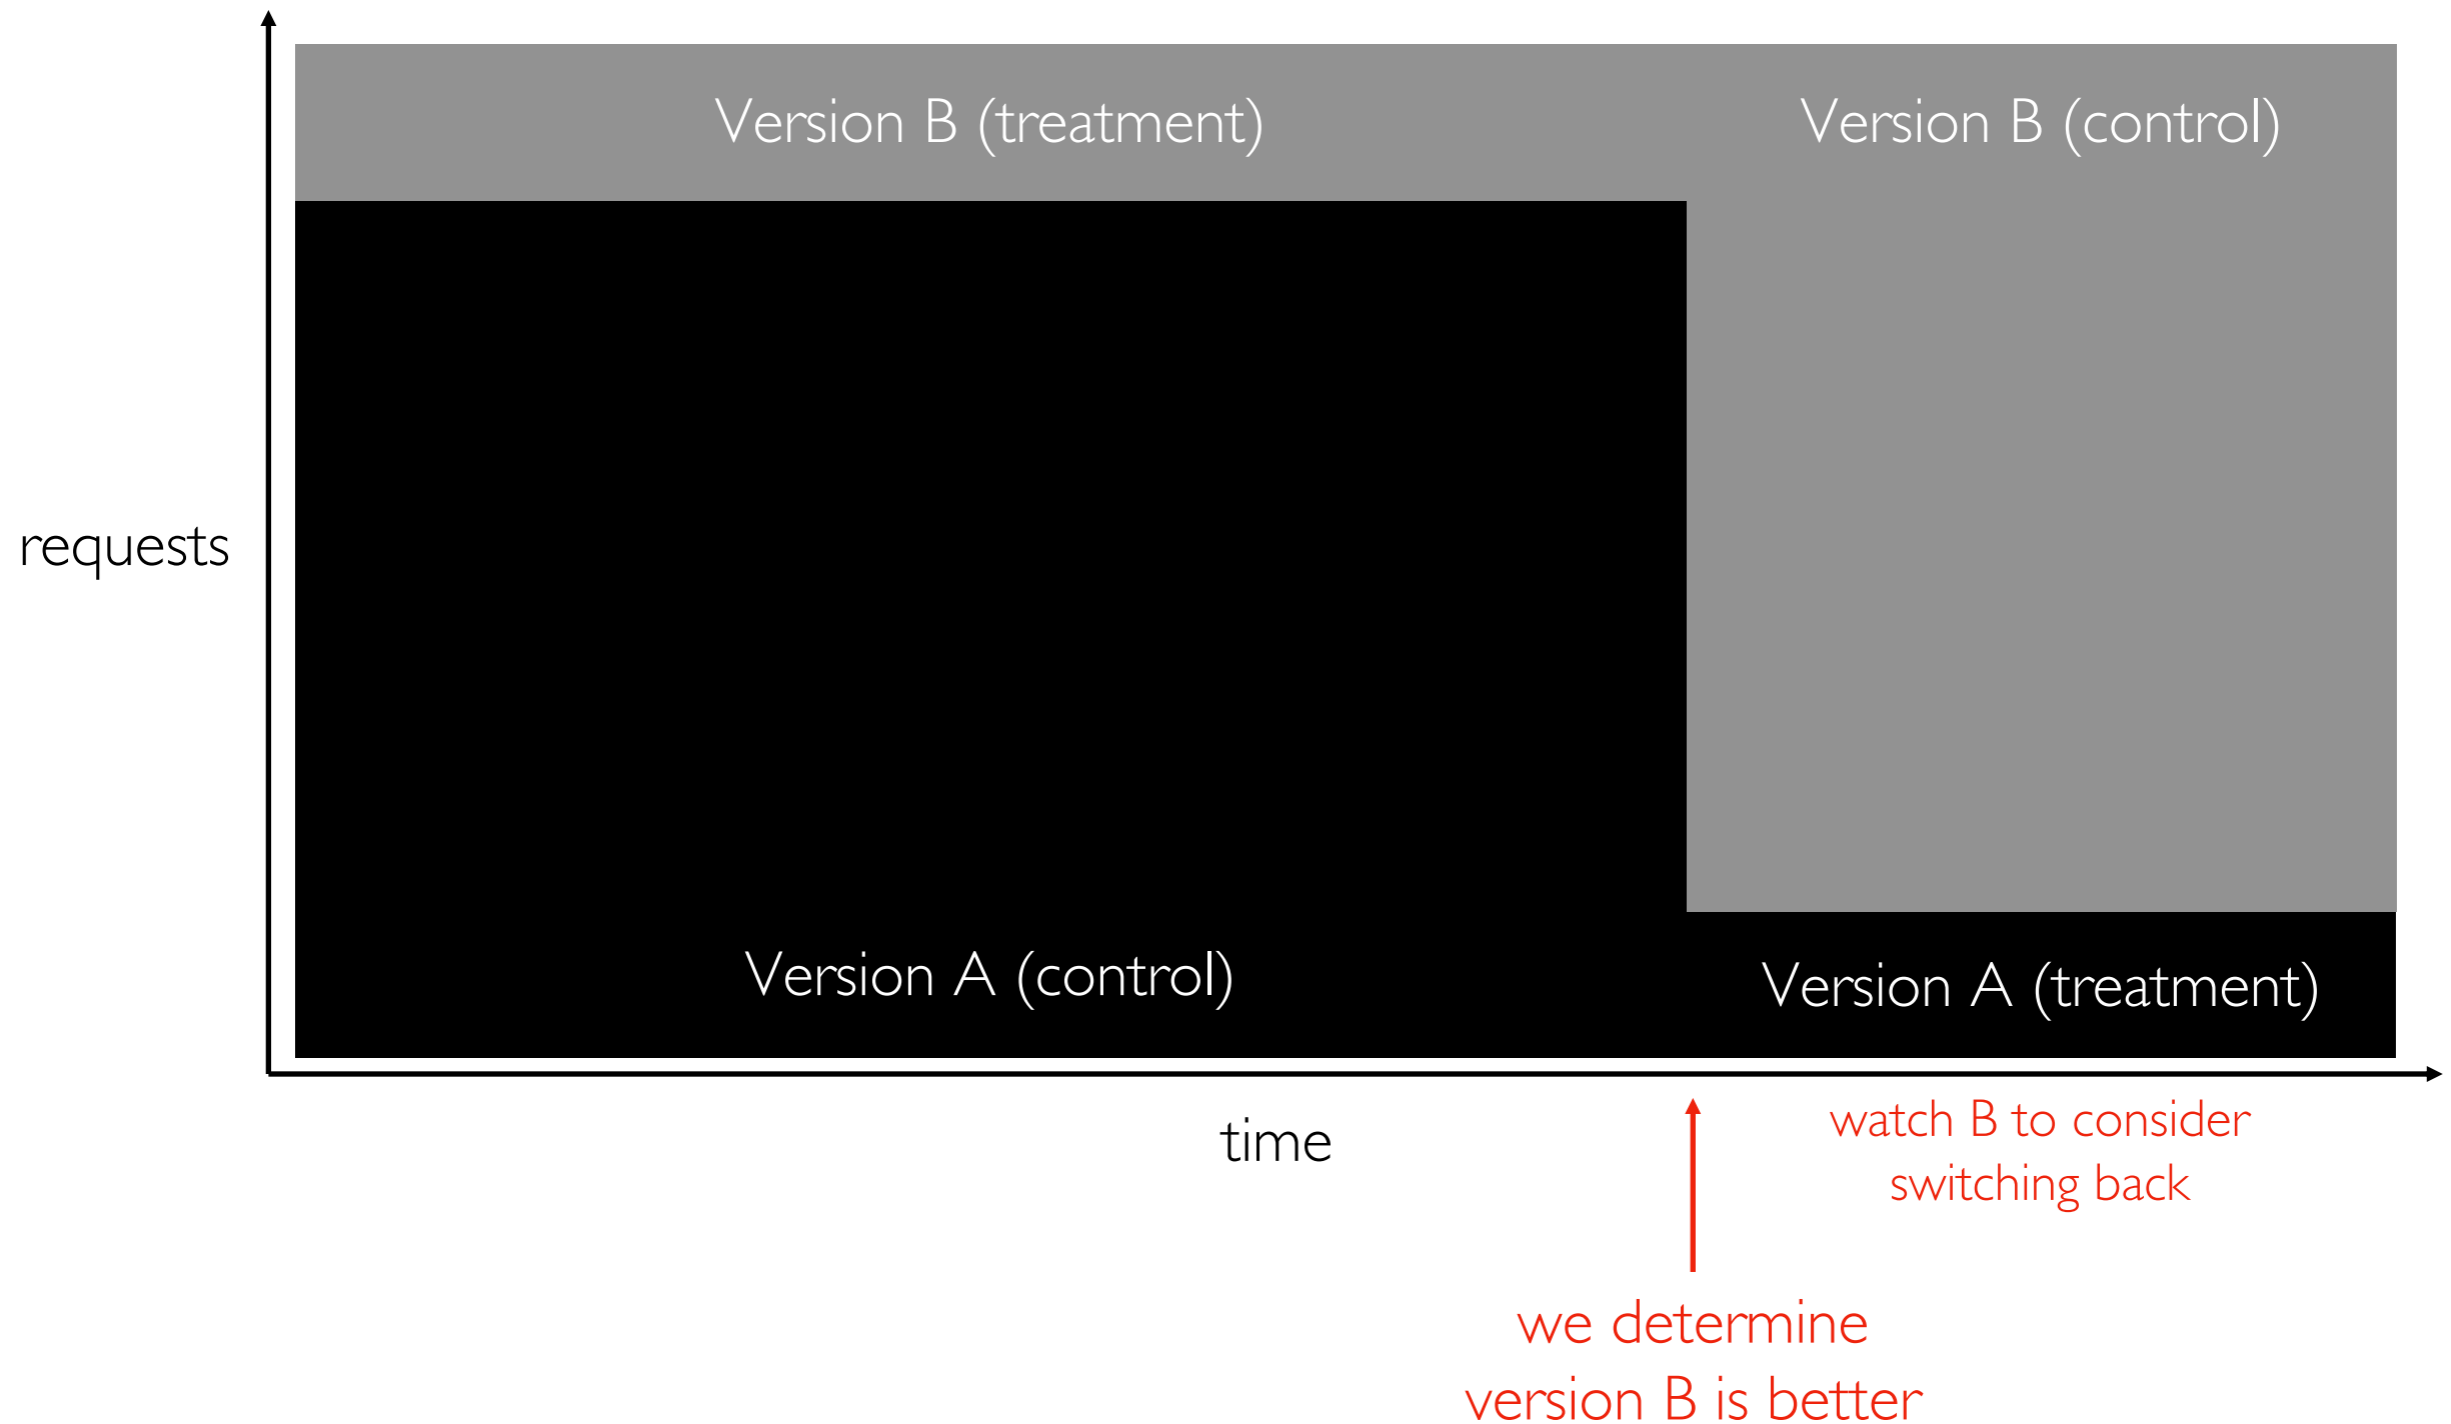 Version B (treatment)
Version B (control)
requests
Version A (control)
Version A (treatment)
time
watch B to consider
switching back
we determine
version B is better